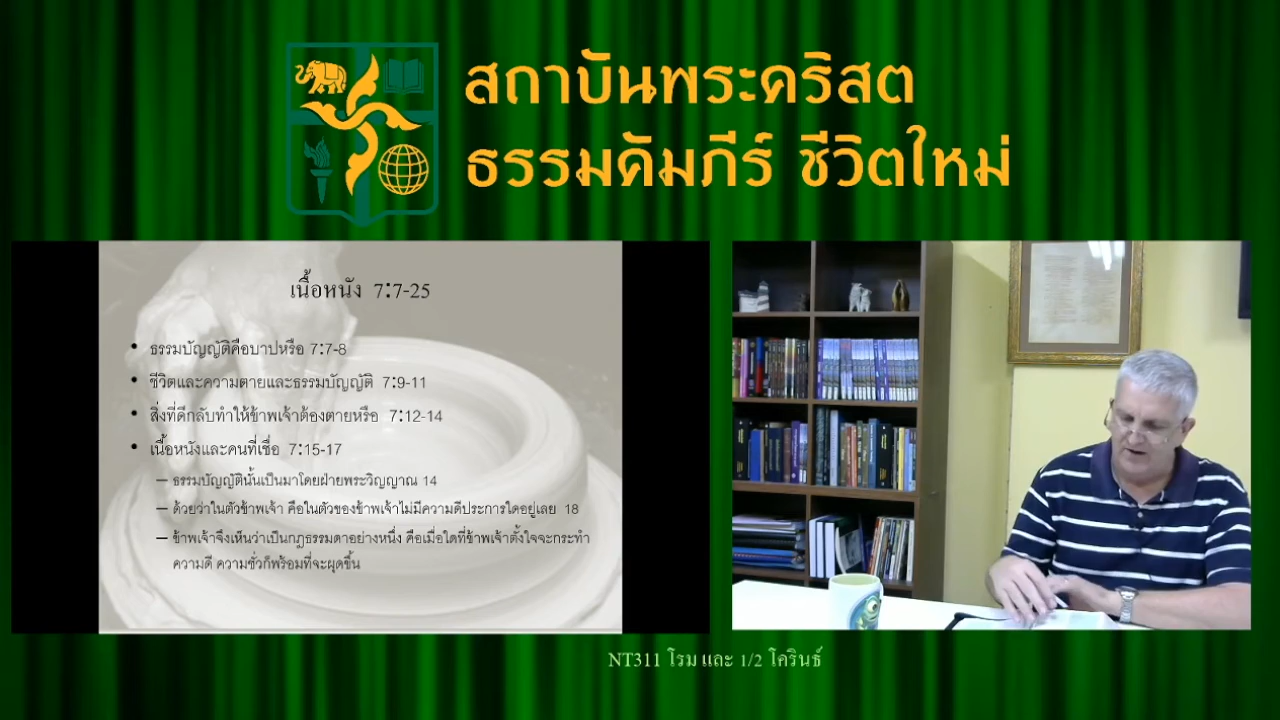 สถาบันพระคริสต
ธรรมคัมภีร์ ชีวิตใหม่
เนื้อหนัง 7:7-25
• ธรรมบัญญัติคือบาปหรือ 7:7-8
• ชีวิตและความตายและธรรมบัญญัติ 7:9-11
• สิ่งที่ดีกลับทำให้ข้าพเจ้าต้องตายหรือ 7:12-14
• เนื้อหนังและคนที่เชื่อ 7:15-17
– ธรรมบัญญัตินั้นเป็นมาโดยฝ่ายพระวิญญาณ 14
– ด้วยว่าในตัวข้าพเจ้า คือในตัวของข้าพเจ้าไม่มีความดีประการใดอยู่เลย 18
– ข้าพเจ้าจึงเห็นว่าเป็นกฎธรรมดาอย่างหนึ่ง คือเมื่อใดที่ข้าพเจ้าตั้งใจจะกระทำ
ความดี ความชั่วก็พร้อมที่จะผุดขึ้น
NT311 โรม และ 1/2 โครินธ์